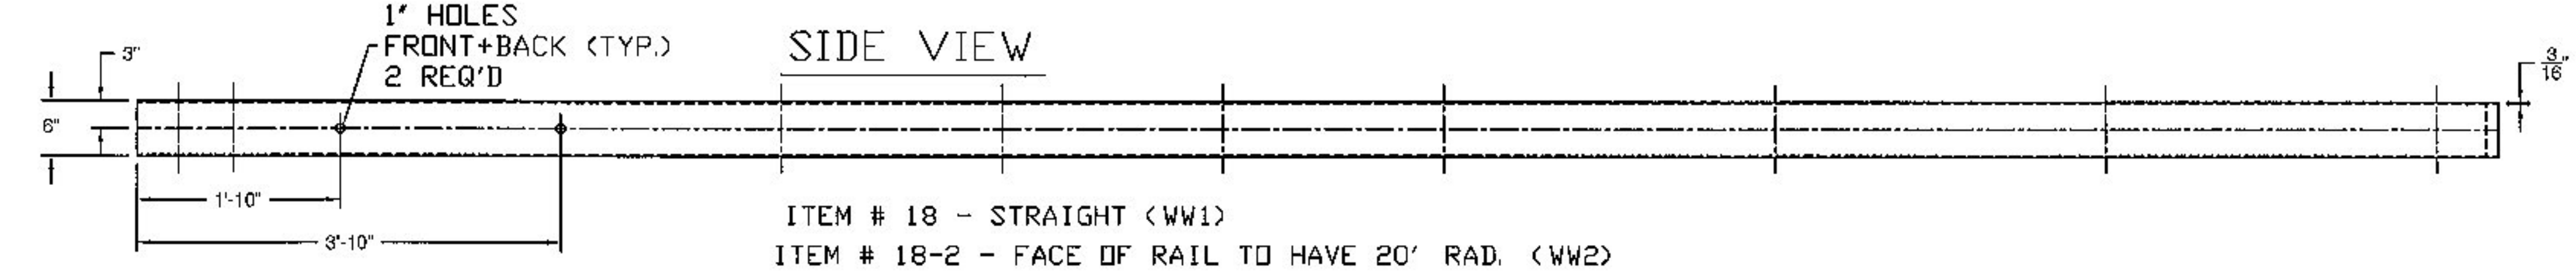 1" HOLES
FRONT+BACK (TYP.)
2 REQ'D
SIDE VIEW
3"
3/16"
6"
1'-10"
3'-10"
ITEM # 18 - STRAIGHT (WW1)
ITEM # 18-2 - FACE OF RAIL TO HAVE 20' RAD. (WW2)